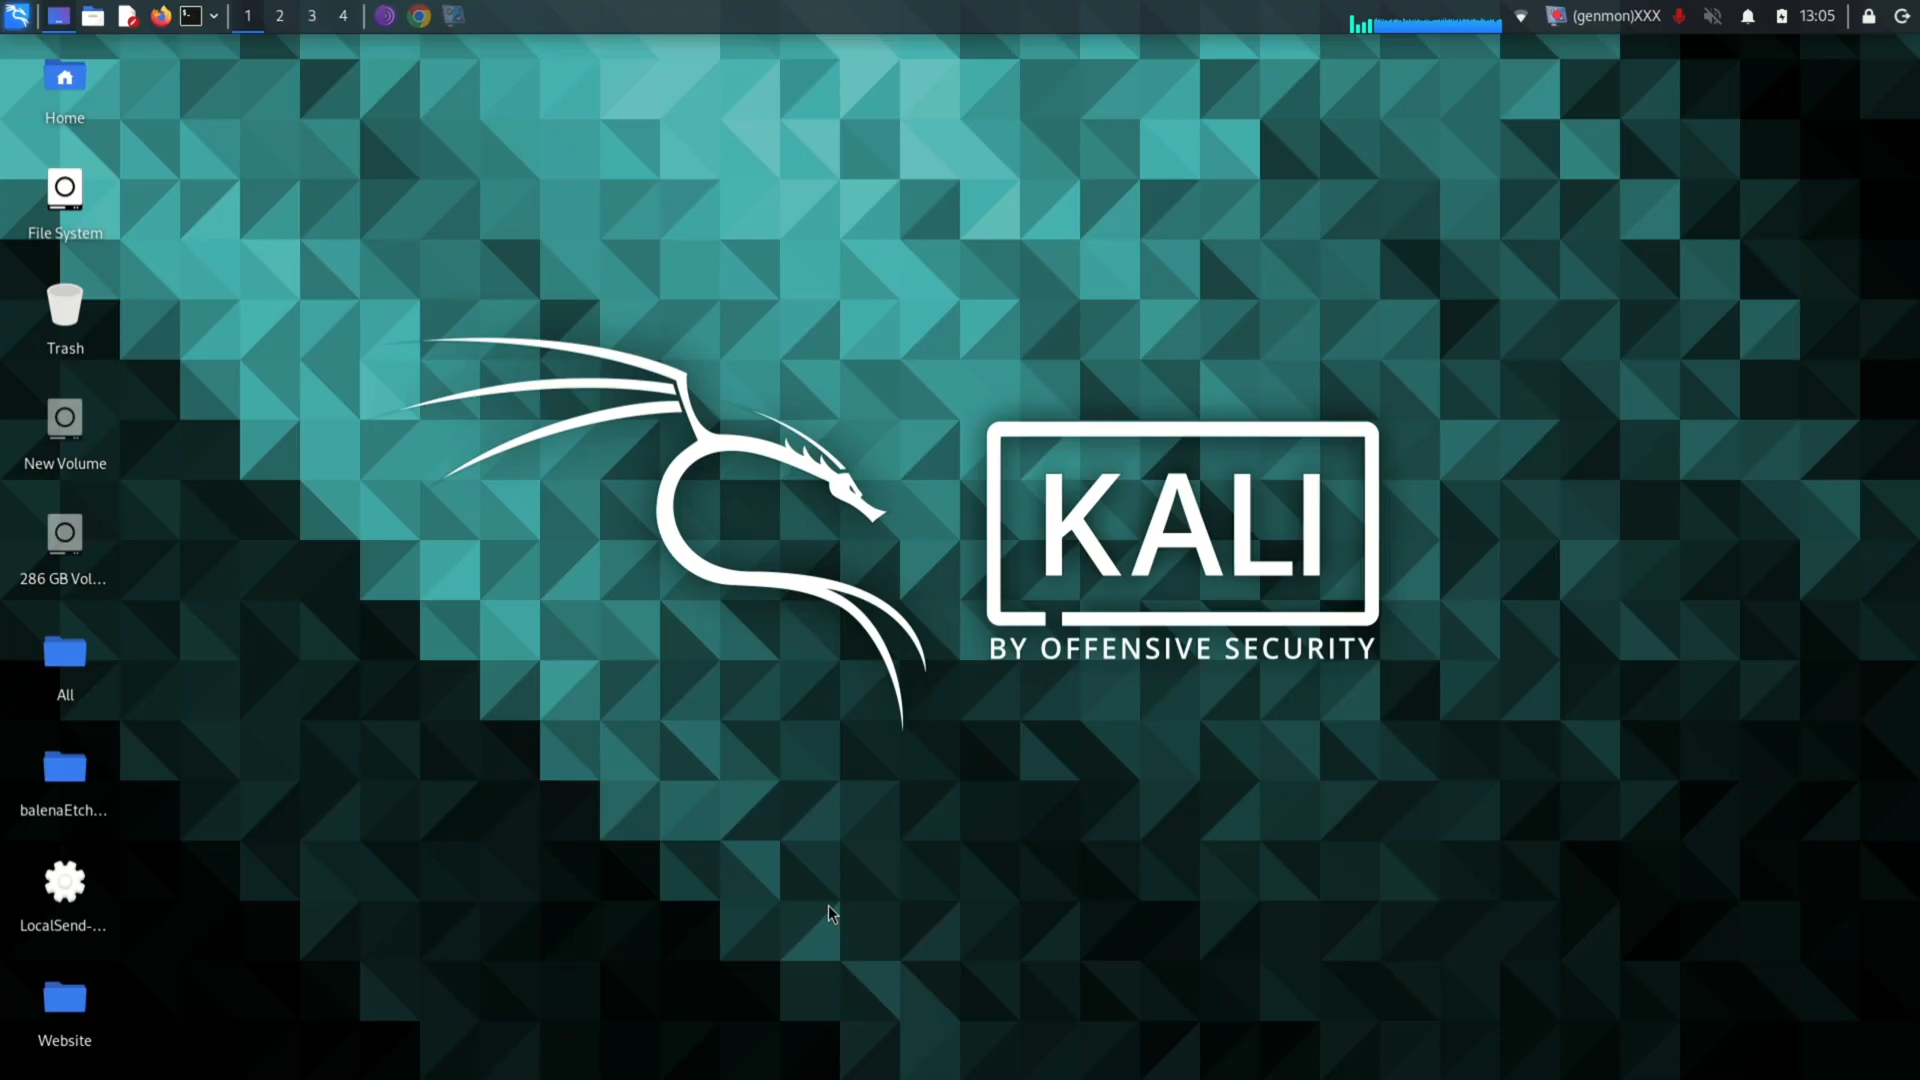 1 2 3 4
(genmon)XXX
13:05
Home
File System
Trash
New Volume
286 GB Vol...
All
balenaEtch...
LocalSend-...
Website
KALI
BY OFFENSIVE SECURITY